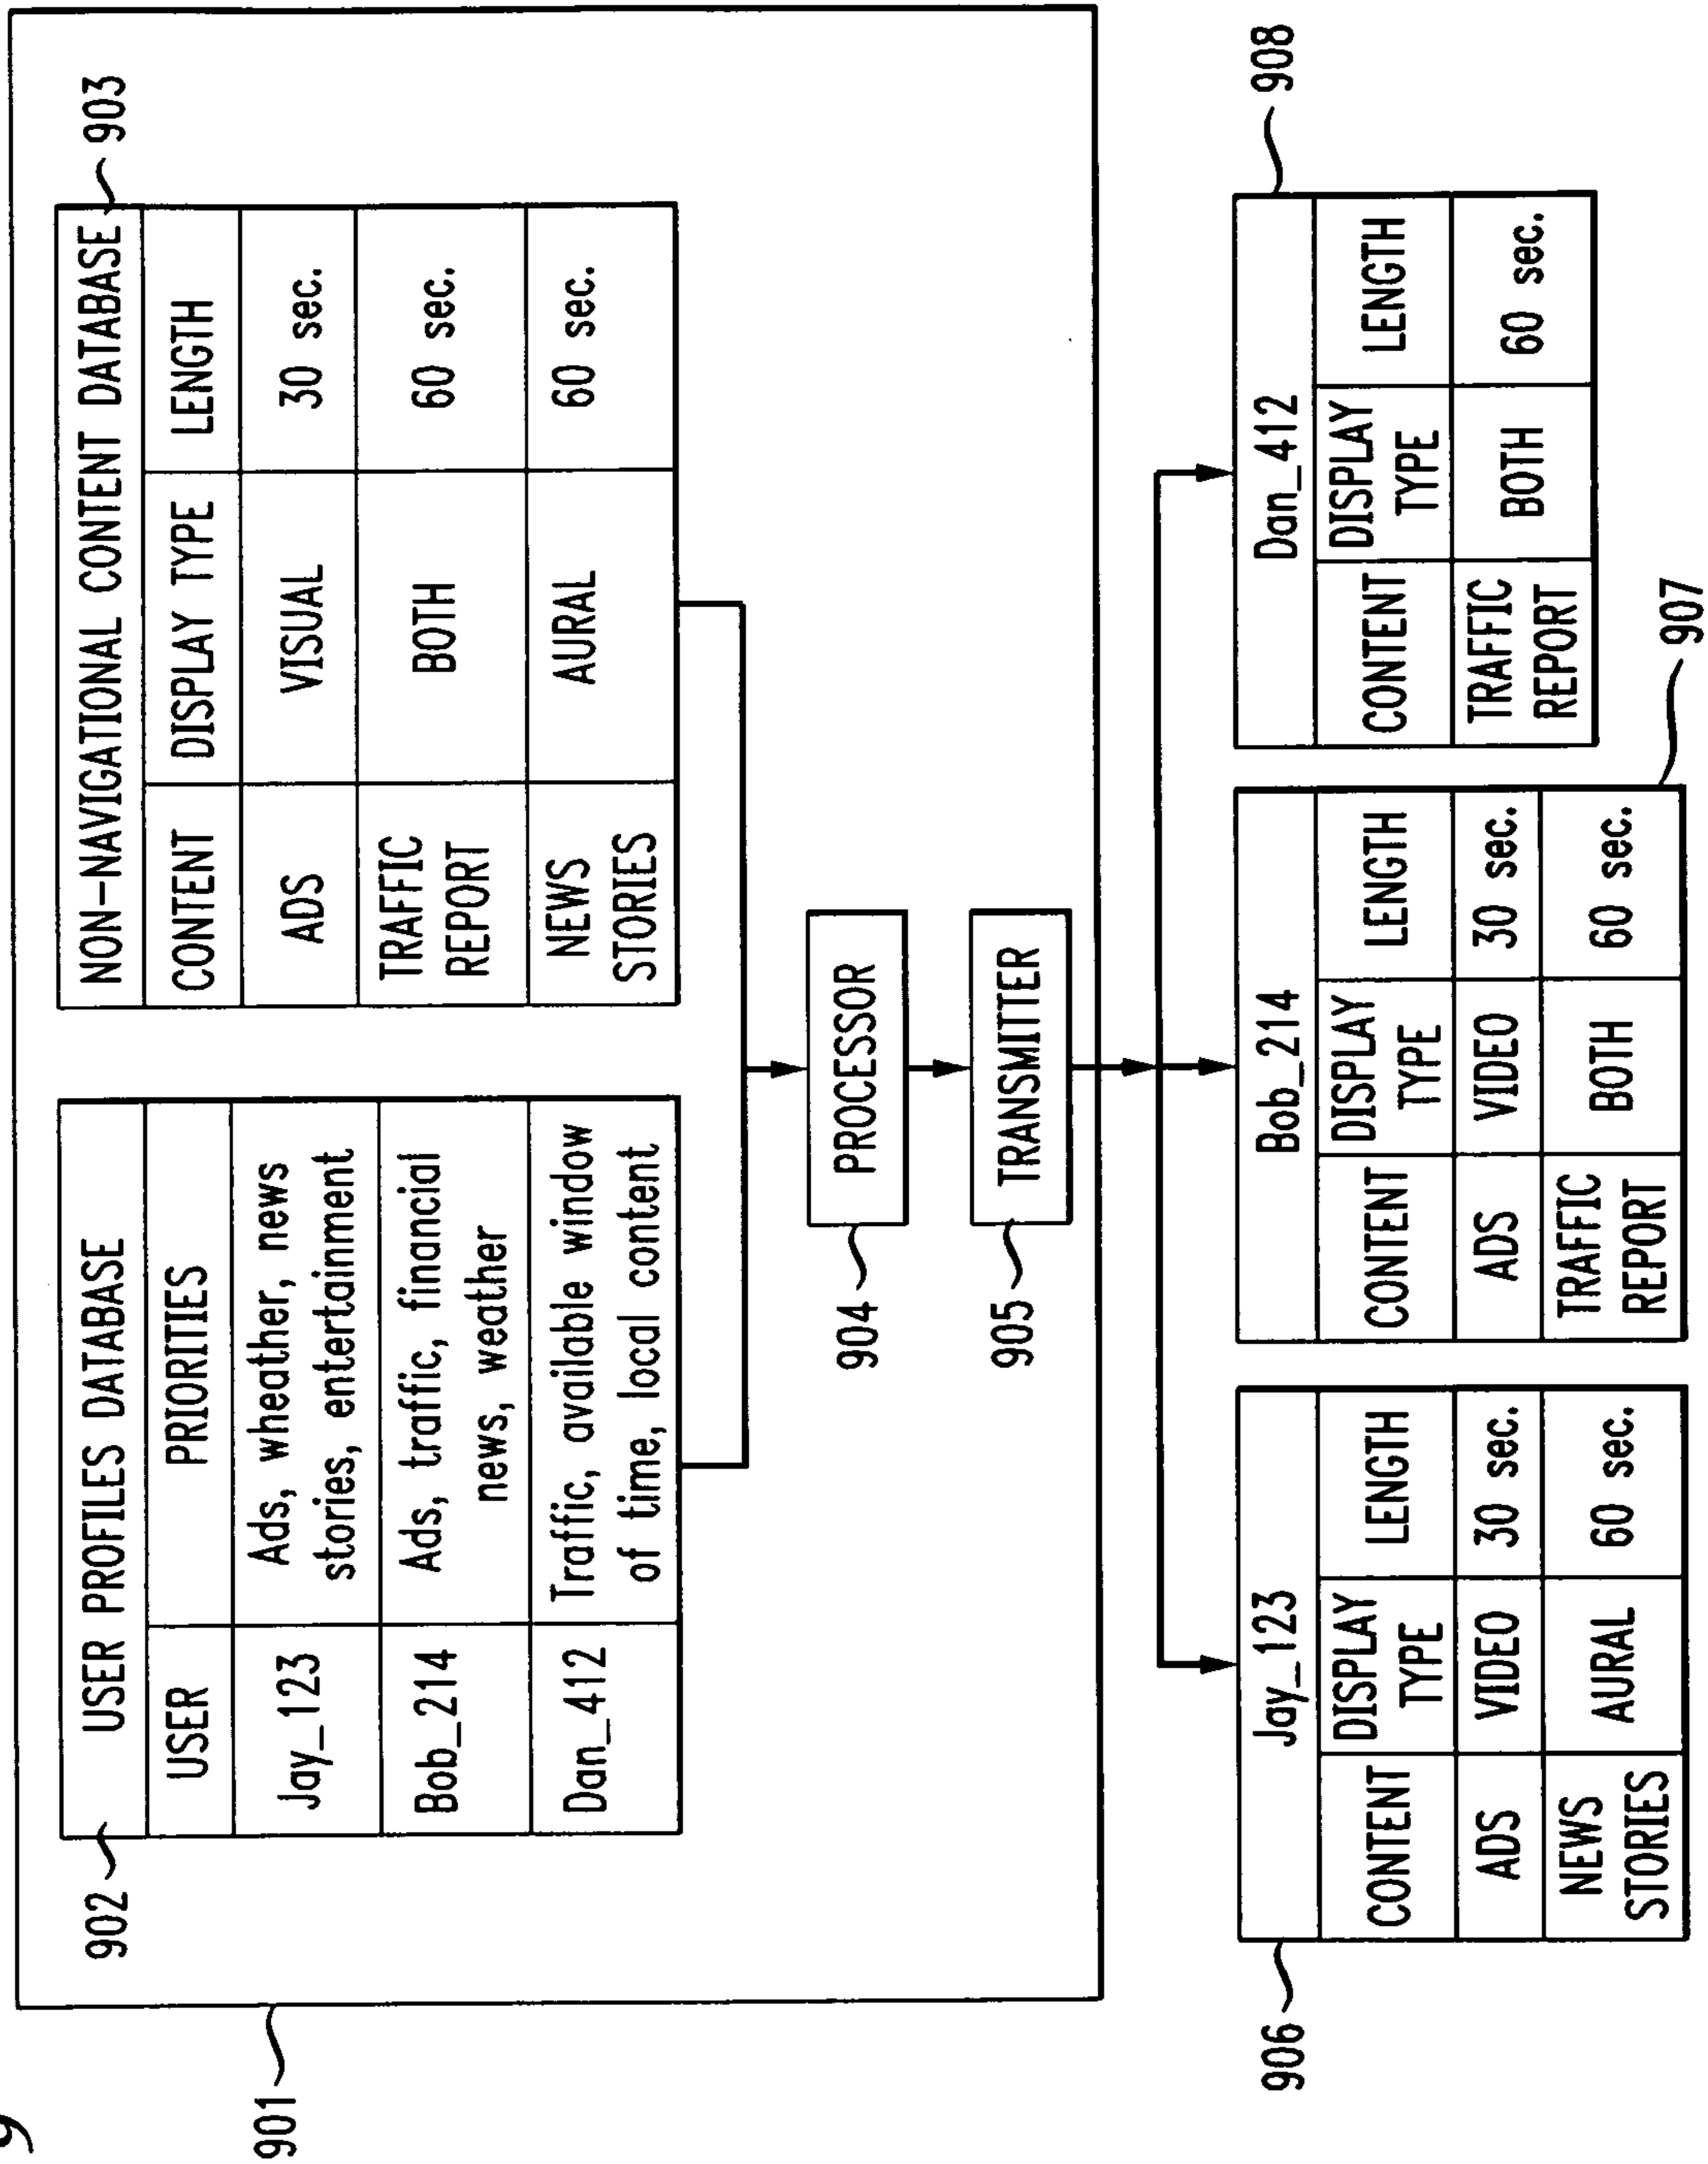 901
902
USER PROFILES DATABASE
USER PRIORITIES
Jay_123 Ads, wheather, news
stories, entertainment
Bob_214 Ads, traffic, financial
news, weather
Dan_412 Traffic, available window
of time, local content
903
NON-NAVIGATIONAL CONTENT DATABASE
CONTENT DISPLAY TYPE LENGTH
ADS VISUAL 30 sec.
TRAFFIC
REPORT BOTH 60 sec.
NEWS
STORIES AURAL 60 sec.
904
PROCESSOR
905
TRANSMITTER
906
Jay_123
CONTENT DISPLAY
TYPE LENGTH
ADS VIDEO 30 sec.
NEWS
STORIES AURAL 60 sec.
907
Bob_214
CONTENT DISPLAY
TYPE LENGTH
ADS VIDEO 30 sec.
TRAFFIC
REPORT BOTH 60 sec.
908
Dan_412
CONTENT DISPLAY
TYPE LENGTH
TRAFFIC
REPORT BOTH 60 sec.